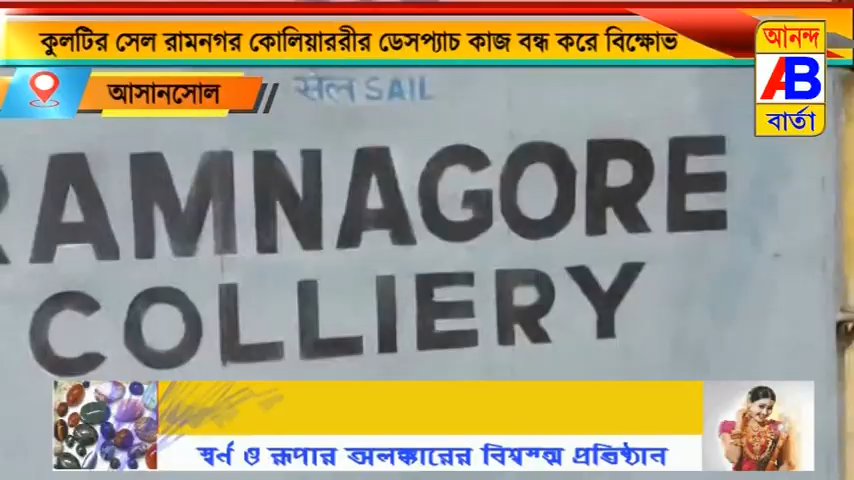 কুলটির সেল রামনগর কোলিয়াররীর ডেসপ্যাচ কাজ বন্ধ করে বিক্ষোভ
আনন্দ
AB
বার্তা
আসানসোল
सेल SAIL
RAMNAGORE
COLLIERY
স্বর্ণ ও রূপার অলঙ্কারের বিশ্বস্ত প্রতিষ্ঠান